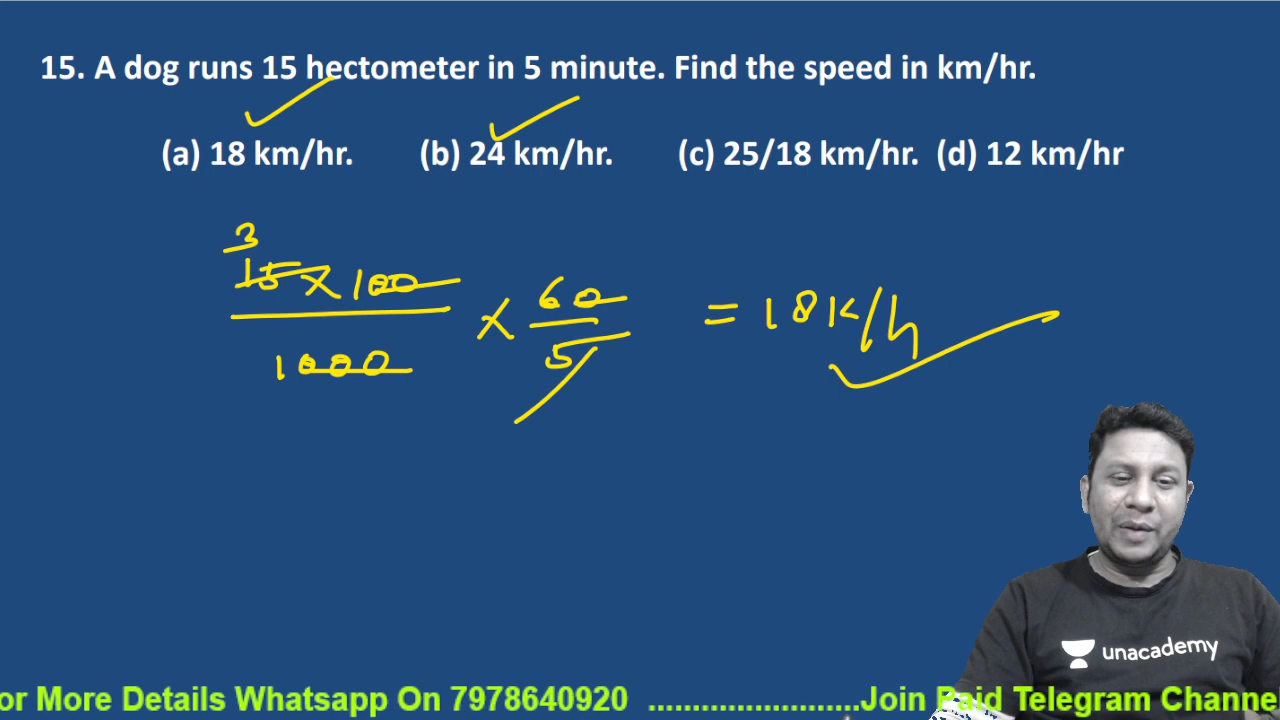 15. A dog runs 15 hectometer in 5 minute. Find the speed in km/hr.
(a) 18 km/hr. (b) 24 km/hr. (c) 25/18 km/hr. (d) 12 km/hr
3
15 × 100 60
× = 18 K/h
1000 5
unacademy
or More Details Whatsapp On 7978640920 .......................Join Paid Telegram Channe